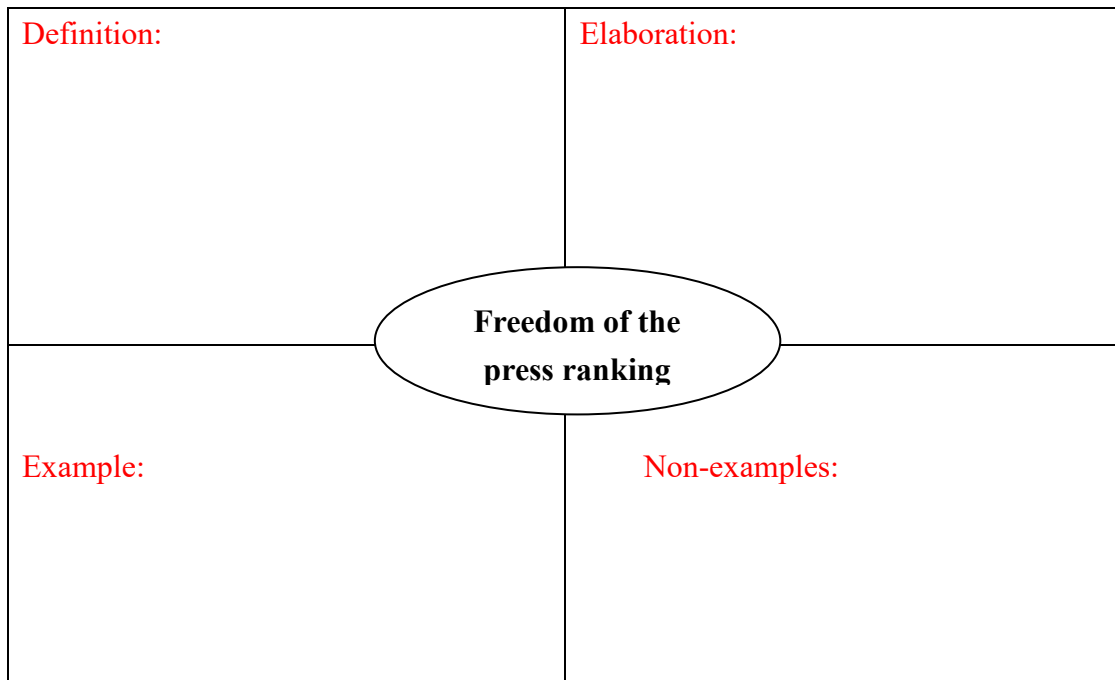 Definition:
Elaboration:
Freedom of the
press ranking
Example:
Non-examples: